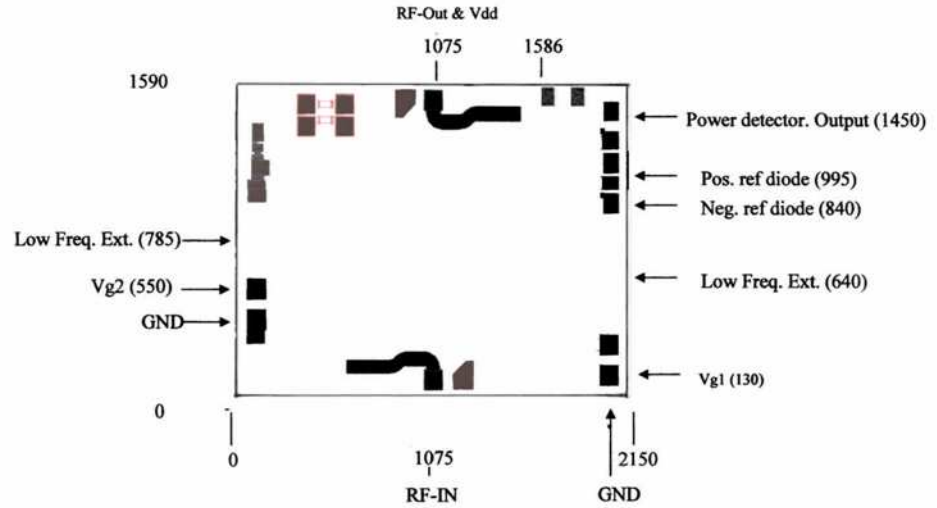 RF-Out & Vdd
1075
1586
1590
Power detector. Output (1450)
Pos. ref diode (995)
Neg. ref diode (840)
Low Freq. Ext. (785)
Vg2 (550)
Low Freq. Ext. (640)
GND
Vg1 (130)
0
0
1075
2150
RF-IN
GND